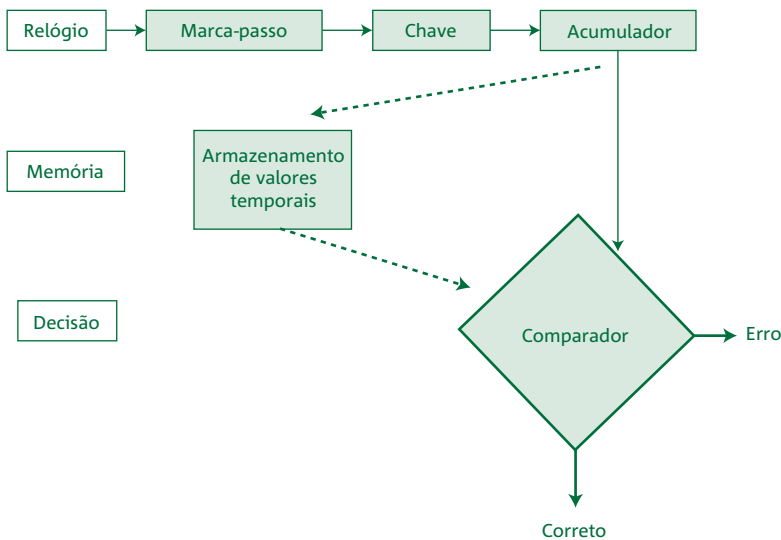 Relógio
Marca-passo
Chave
Acumulador
Memória
Armazenamento
de valores
temporais
Decisão
Comparador
Erro
Correto